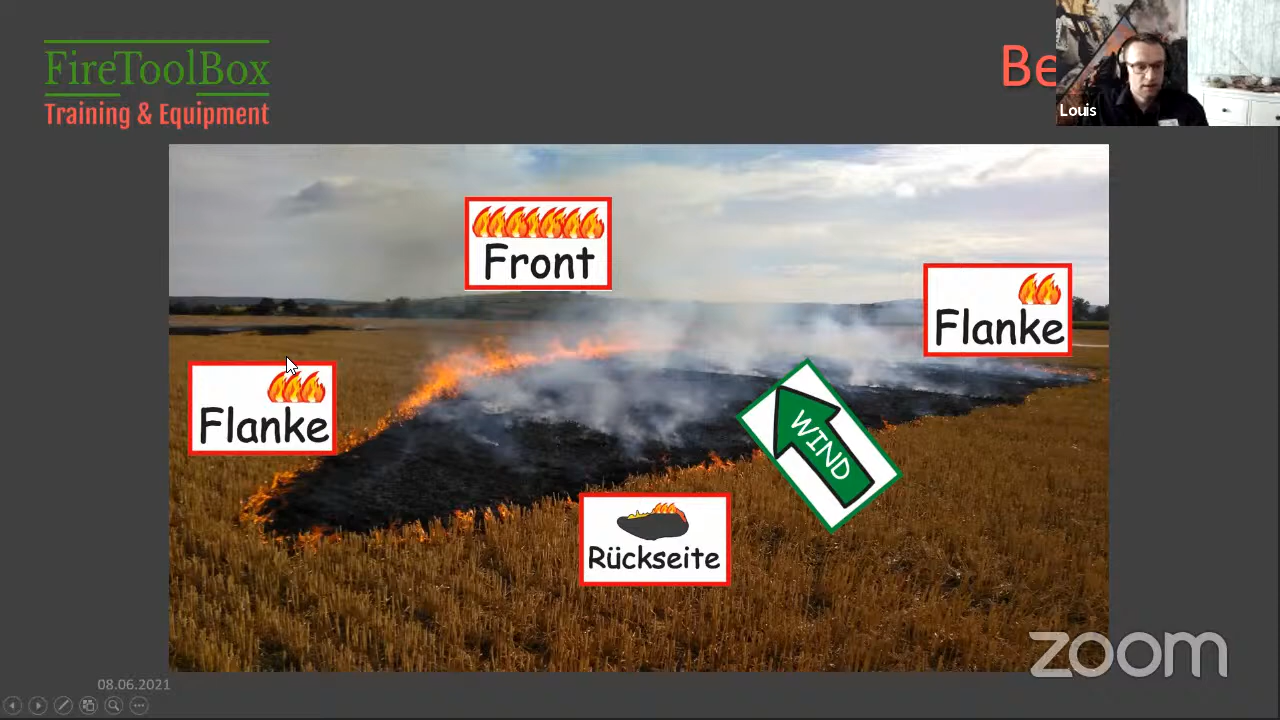 FireToolBox
Training & Equipment
Be
Louis
Front
Flanke
Flanke
WIND
Rückseite
zoom
08.06.2021